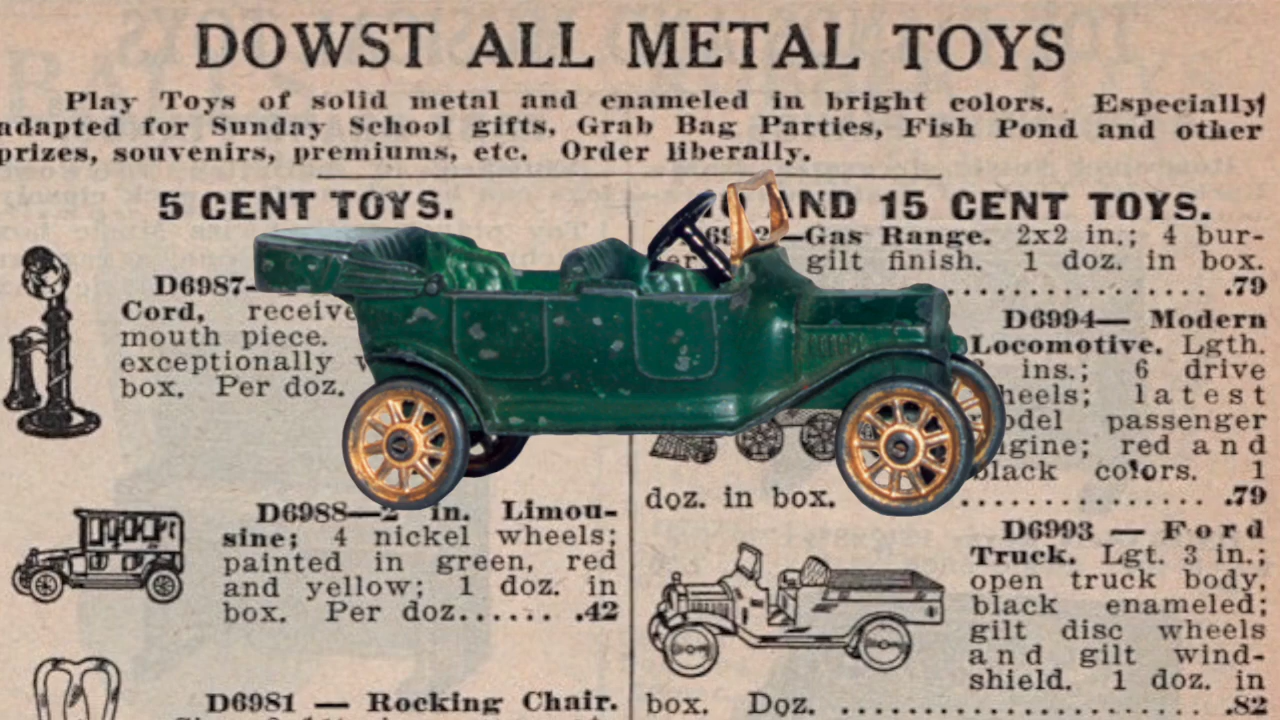 DOWST ALL METAL TOYS
Play Toys of solid metal and enameled in bright colors. Especially
adapted for Sunday School gifts, Grab Bag Parties, Fish Pond and other
prizes, souvenirs, premiums, etc. Order liberally.
5 CENT TOYS.
D6987-
Cord, receive
mouth piece.
exceptionally
box. Per doz.
D6988—2 in. Limou-
sine; 4 nickel wheels;
painted in green, red
and yellow; 1 doz. in
box. Per doz...... .42
D6981 — Rocking Chair.
AND 15 CENT TOYS.
—Gas Range. 2x2 in.; 4 bur-
gilt finish. 1 doz. in box.
.79
D6994— Modern
Locomotive. Lgth.
ins.; 6 drive
heels; latest
odel passenger
gine; red and
black colors. 1
doz. in box. .79
D6993 — Ford
Truck. Lgt. 3 in.;
open truck body,
black enameled;
gilt disc wheels
and gilt wind-
shield. 1 doz. in
box. Doz. .82